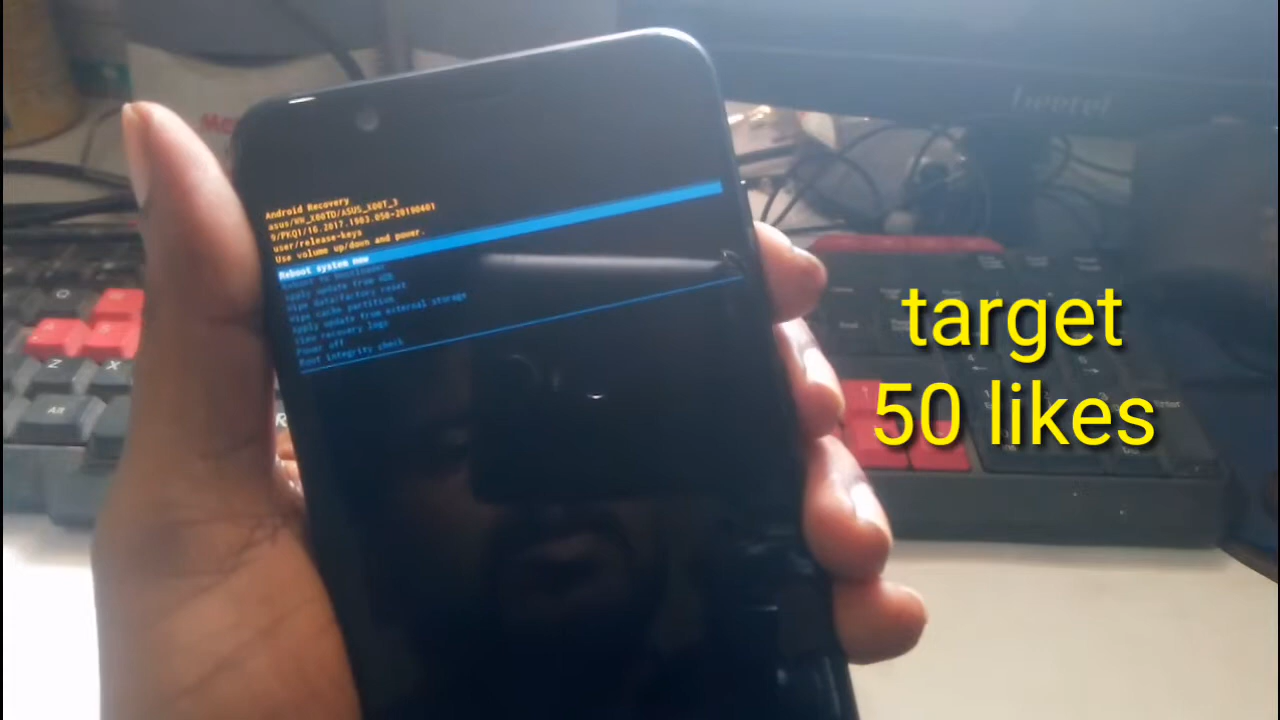 Android Recovery
asus/WW_X00TD/ASUS_X00T_3
9/PKQ1/16.2017.1903.050-20190401
user/release-keys
Use volume up/down and power.
Reboot system now
Reboot to bootloader
Apply update from ADB
Wipe data/factory reset
Wipe cache partition
Apply update from external storage
View recovery logs
Power off
Root integrity check
target
50 likes
Z X
Alt